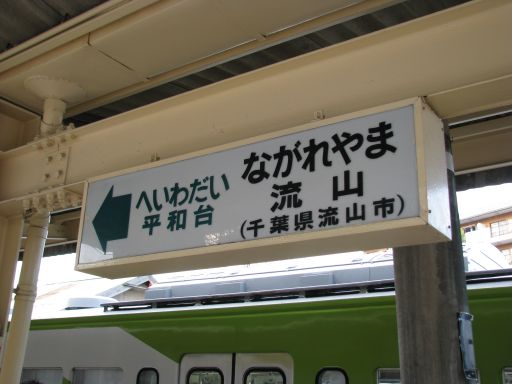 へいわだい
平和台
ながれやま
流山
(千葉県流山市)